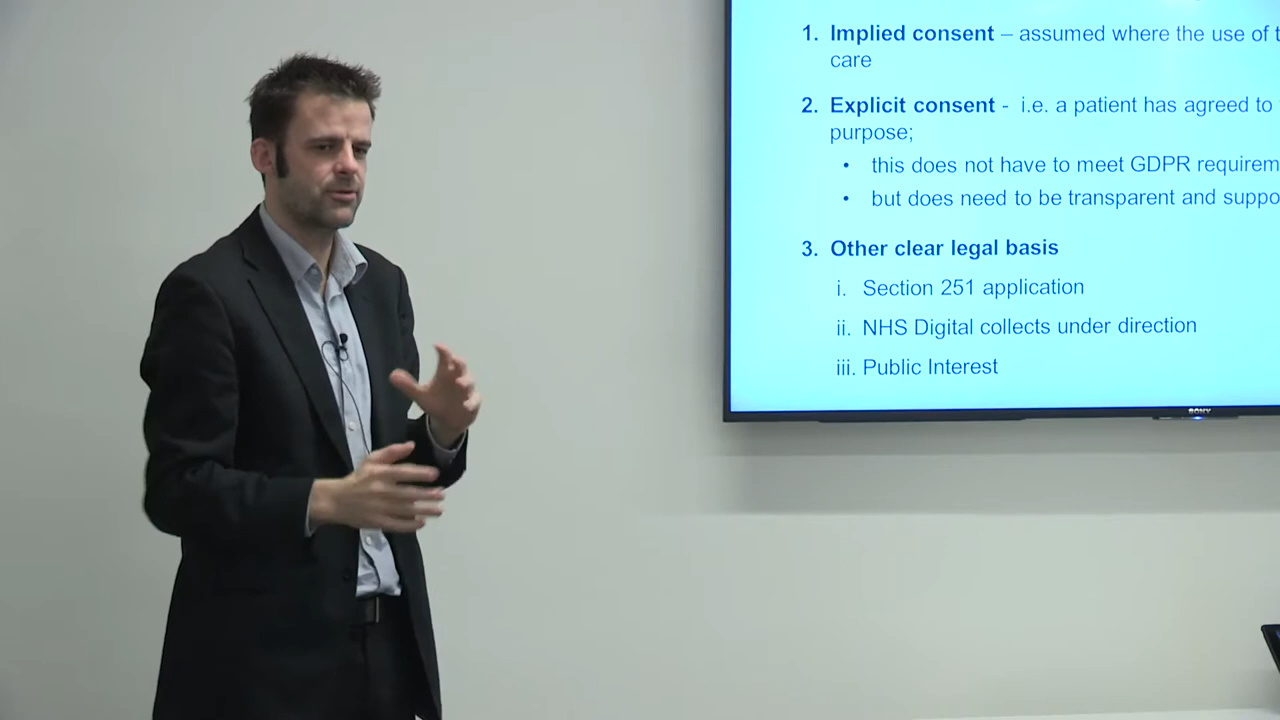 1. Implied consent – assumed where the use of t
care
2. Explicit consent - i.e. a patient has agreed to
purpose;
• this does not have to meet GDPR requirem
• but does need to be transparent and suppo
3. Other clear legal basis
i. Section 251 application
ii. NHS Digital collects under direction
iii. Public Interest
SONY